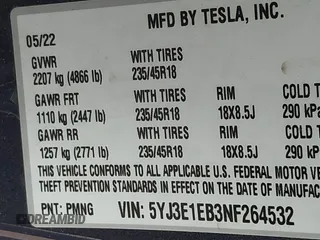 MFD BY TESLA, INC.
05/22
GVWR WITH TIRES
2207 kg (4866 lb) 235/45R18
GAWR FRT WITH TIRES RIM COLD
1110 kg (2447 lb) 235/45R18 18X8.5J 290 kPa
GAWR RR WITH TIRES RIM COLD
1257 kg (2771 lb) 235/45R18 18X8.5J 290 kPa
THIS VEHICLE CONFORMS TO ALL APPLICABLE U.S. FEDERAL MOTOR
THEFT PREVENTION STANDARDS IN EFFECT ON THE DATE OF
PNT: PMNG VIN: 5YJ3E1EB3NF264532
DREAMBID